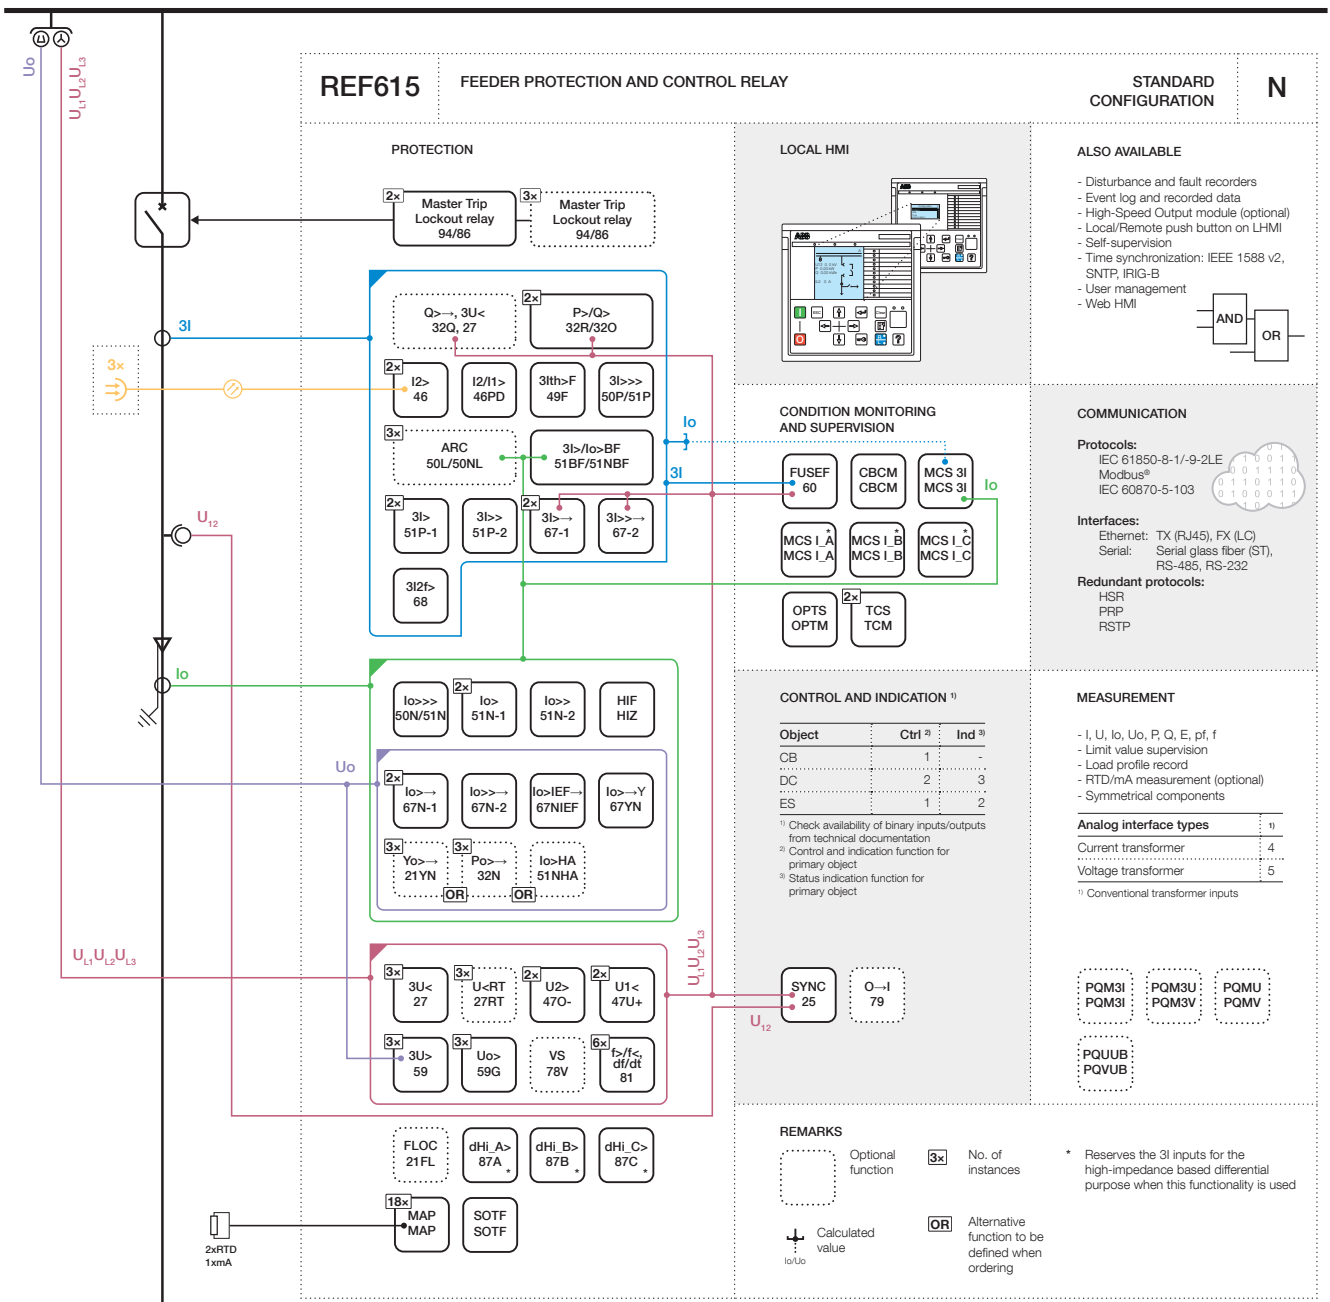 Uo
UL1UL2UL3
REF615
FEEDER PROTECTION AND CONTROL RELAY
STANDARD
CONFIGURATION
N
PROTECTION
2×
Master Trip
Lockout relay
94/86
3×
Master Trip
Lockout relay
94/86
3I
3×
Q>→, 3U<
32Q, 27
2×
P>/Q>
32R/32O
2×
I2>
46
I2/I1>
46PD
3Ith>F
49F
3I>>>
50P/51P
3×
ARC
50L/50NL
3I>/Io>BF
51BF/51NBF
2×
3I>
51P-1
3I>>
51P-2
2×
3I>→
67-1
3I>>→
67-2
3I2f>
68
U12
Io
3I
Io
Io>>>
50N/51N
2×
Io>
51N-1
Io>>
51N-2
HIF
HIZ
Uo
2×
Io>→
67N-1
Io>>→
67N-2
Io>IEF→
67NIEF
Io>→Y
67YN
3×
Yo>→
21YN
OR
3×
Po>→
32N
OR
Io>HA
51NHA
UL1UL2UL3
3×
3U<
27
3×
U<RT
27RT
2×
U2>
47O-
2×
U1<
47U+
3×
3U>
59
3×
Uo>
59G
VS
78V
6×
f>/f<,
df/dt
81
UL1UL2UL3
U12
FLOC
21FL
dHi_A>
87A
*
dHi_B>
87B
*
dHi_C>
87C
*
18×
MAP
MAP
SOTF
SOTF
2xRTD
1xmA
LOCAL HMI
ABB
ABB
CONDITION MONITORING
AND SUPERVISION
FUSEF
60
CBCM
CBCM
MCS 3I
MCS 3I
Io
*
MCS I_A
MCS I_A
*
MCS I_B
MCS I_B
*
MCS I_C
MCS I_C
OPTS
OPTM
2×
TCS
TCM
CONTROL AND INDICATION 1)
Object Ctrl 2) Ind 3)
CB 1 -
DC 2 3
ES 1 2
1) Check availability of binary inputs/outputs
from technical documentation
2) Control and indication function for
primary object
3) Status indication function for
primary object
SYNC
25
O→I
79
ALSO AVAILABLE
- Disturbance and fault recorders
- Event log and recorded data
- High-Speed Output module (optional)
- Local/Remote push button on LHMI
- Self-supervision
- Time synchronization: IEEE 1588 v2,
SNTP, IRIG-B
- User management
- Web HMI
AND
OR
COMMUNICATION
Protocols:
IEC 61850-8-1/-9-2LE
Modbus®
IEC 60870-5-103
Interfaces:
Ethernet: TX (RJ45), FX (LC)
Serial: Serial glass fiber (ST),
RS-485, RS-232
Redundant protocols:
HSR
PRP
RSTP
MEASUREMENT
- I, U, Io, Uo, P, Q, E, pf, f
- Limit value supervision
- Load profile record
- RTD/mA measurement (optional)
- Symmetrical components
Analog interface types 1)
Current transformer 4
Voltage transformer 5
1) Conventional transformer inputs
PQM3I
PQM3I
PQM3U
PQM3V
PQMU
PQMV
PQUUB
PQVUB
REMARKS
Optional
function
3×
No. of
instances
* Reserves the 3I inputs for the
high-impedance based differential
purpose when this functionality is used
Io/Uo
Calculated
value
OR
Alternative
function to be
defined when
ordering